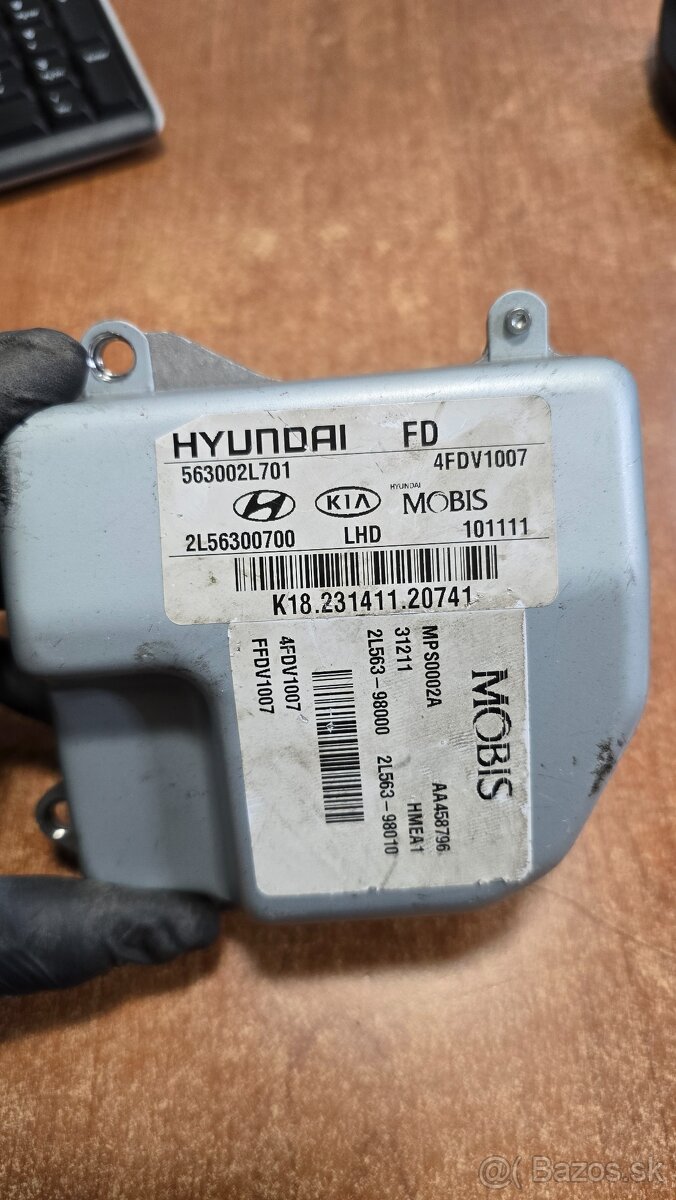 HYUNDAI FD
563002L701 4FDV1007
KIA HYUNDAI MOBIS
2L56300700 LHD 101111
K18.231411.20741
MOBIS
MPS0002A AA458796
31211 HMEA1
2L563-98000 2L563-98010
4FDV1007
FFDV1007
@ Bazos.sk